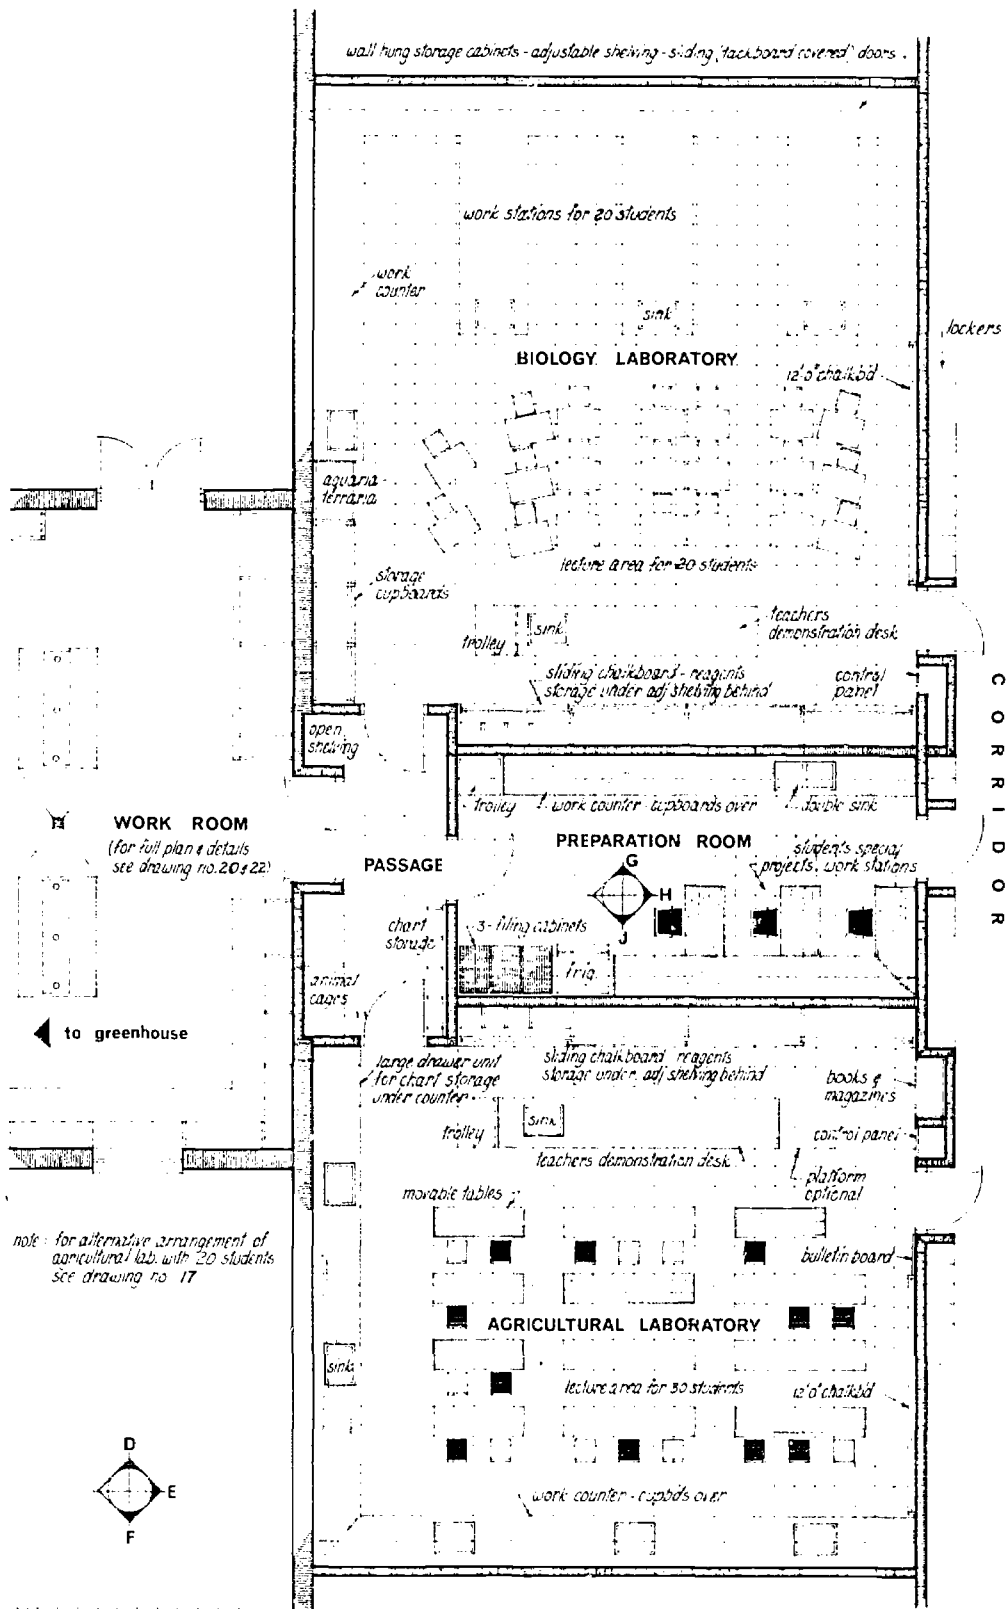 wall hung storage cabinets - adjustable shelving - sliding (tackboard covered) doors.
work stations for 20 students
work
counter
sink
lockers
BIOLOGY LABORATORY
12'0" chalkbd
aquaria
terraria
lecture area for 20 students
storage
cupboards
trolley
sink
teachers
demonstration desk
sliding chalkboard - reagents
storage under adj shelving behind
control
panel
CORRIDOR
open
shelving
trolley
work counter - cupboards over
double sink
WORK ROOM
(for full plan & details
see drawing no. 20 & 22)
PASSAGE
PREPARATION ROOM
student's special
projects, work stations
G
H
J
chart
storage
3 - filing cabinets
frig.
animal
cages
to greenhouse
large drawer unit
for chart storage
under counter
sliding chalkboard reagents
storage under, adj shelving behind
books &
magazines
trolley
sink
control panel
teachers demonstration desk
platform
optional
movable tables
note: for alternative arrangement of
agricultural lab. with 20 students
see drawing no 17
bulletin board
AGRICULTURAL LABORATORY
sink
lecture area for 30 students
12'0" chalkbd
D
E
F
work counter - cupbds over